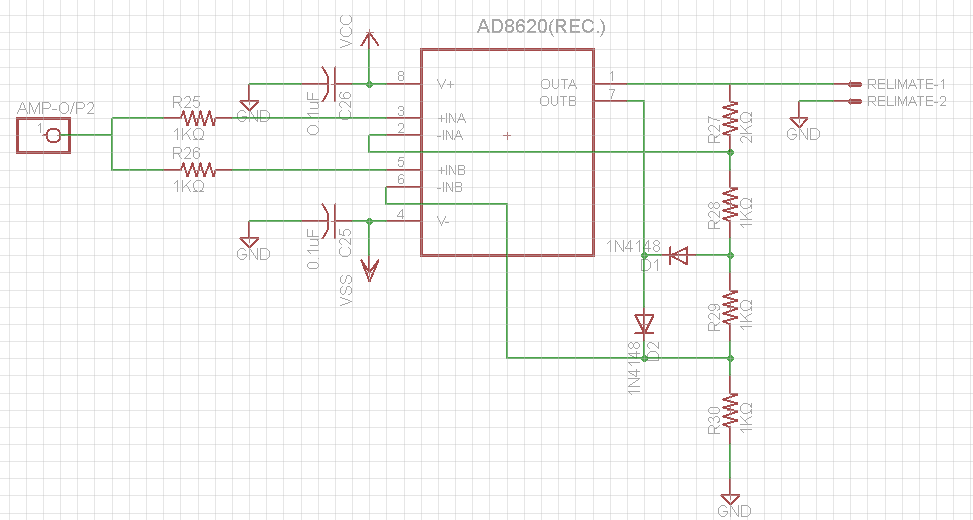 AD8620(REC.)
VCC
8
V+
OUTA
1
RELIMATE-1
OUTB
7
RELIMATE-2
GND
0.1uF
C26
AMP-O/P2
1
R25
1KΩ
3
+INA
2
-INA
GND
R27
2KΩ
R26
1KΩ
5
+INB
6
-INB
R28
1KΩ
4
V-
GND
0.1uF
C25
VSS
1N4148
D1
R29
1KΩ
1N4148
D2
R30
1KΩ
GND